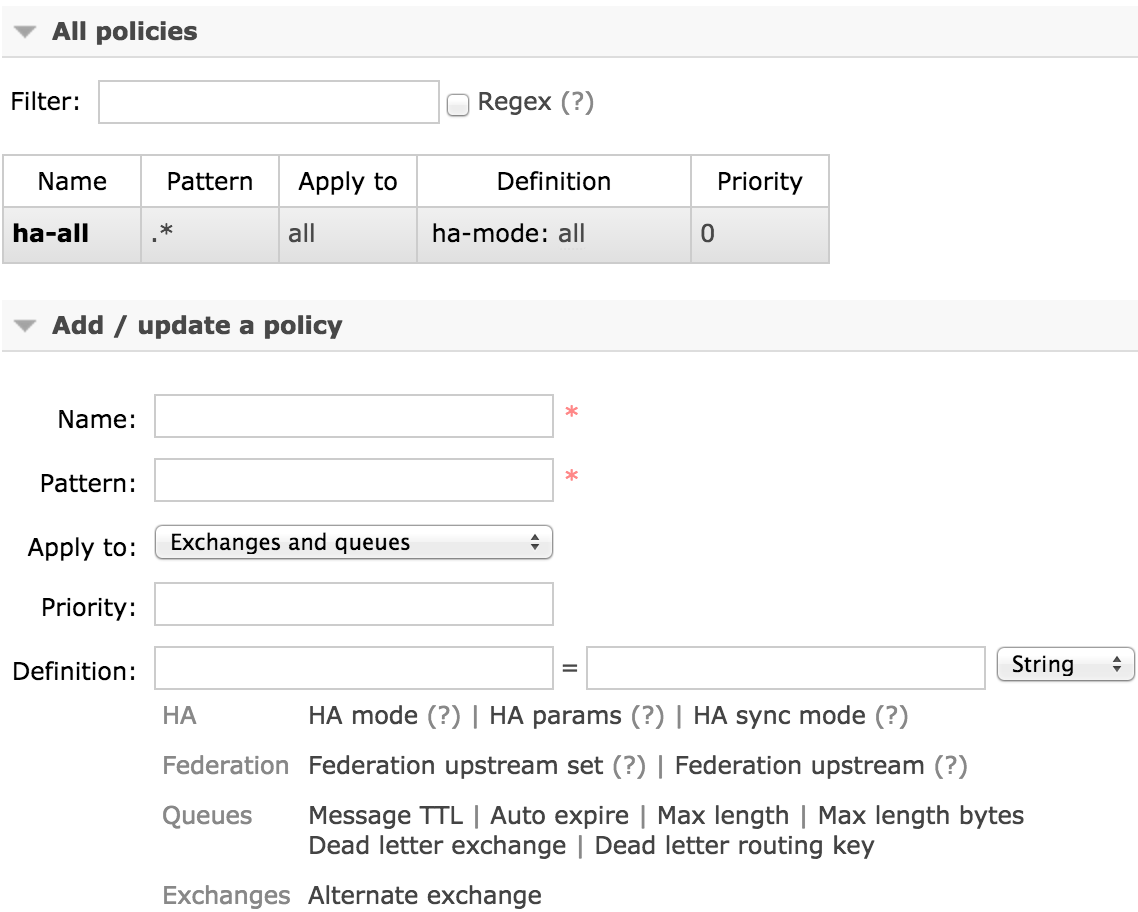 All policies
Filter: Regex (?)
Name Pattern Apply to Definition Priority
ha-all .* all ha-mode: all 0
Add / update a policy
Name: *
Pattern: *
Apply to: Exchanges and queues
Priority:
Definition: = String
HA HA mode (?) | HA params (?) | HA sync mode (?)
Federation Federation upstream set (?) | Federation upstream (?)
Queues Message TTL | Auto expire | Max length | Max length bytes
Dead letter exchange | Dead letter routing key
Exchanges Alternate exchange